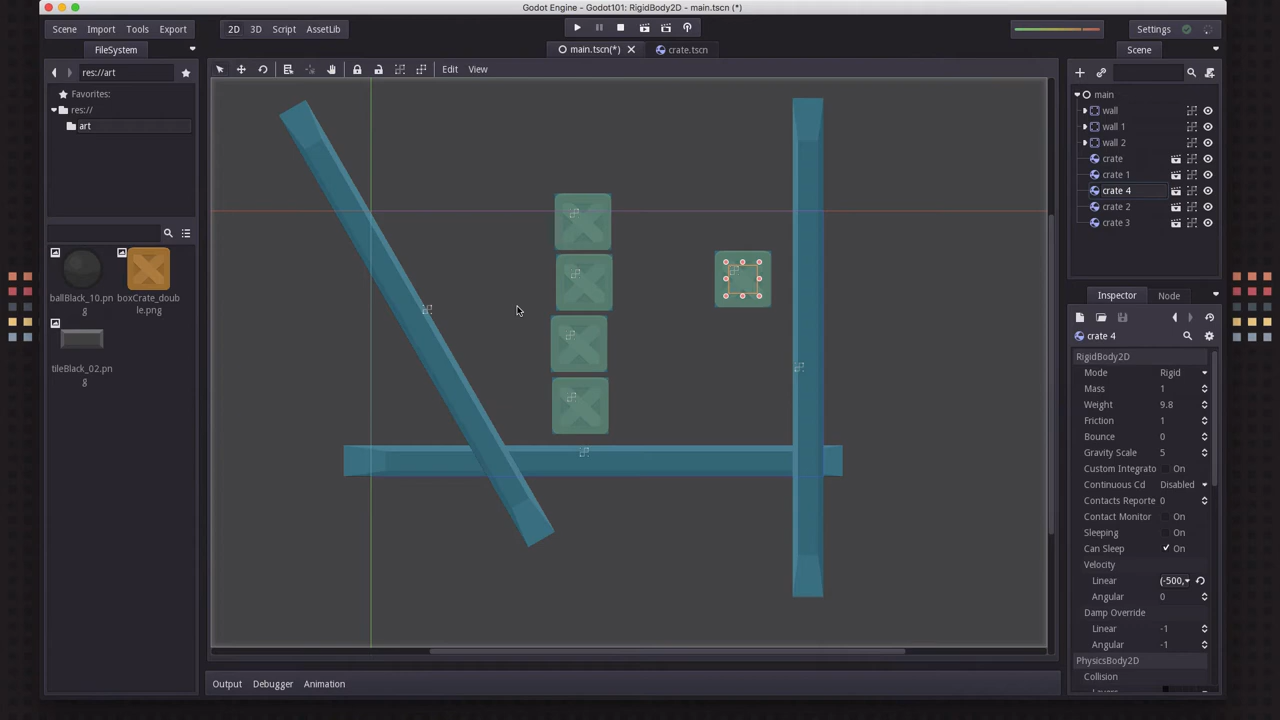 Godot Engine - Godot101: RigidBody2D - main.tscn (*)
Scene Import Tools Export
2D 3D Script AssetLib
Settings
FileSystem
main.tscn(*) crate.tscn
Scene
res://art
Edit View
Favorites:
res://
art
main
wall
wall 1
wall 2
crate
crate 1
crate 4
crate 2
crate 3
ballBlack_10.pn
g
boxCrate_dou
ble.png
tileBlack_02.pn
g
Inspector Node
crate 4
RigidBody2D
Mode Rigid
Mass 1
Weight 9.8
Friction 1
Bounce 0
Gravity Scale 5
Custom Integrato On
Continuous Cd Disabled
Contacts Reporte 0
Contact Monitor On
Sleeping On
Can Sleep On
Velocity
Linear (-500,
Angular 0
Damp Override
Linear -1
Angular -1
PhysicsBody2D
Collision
Output Debugger Animation